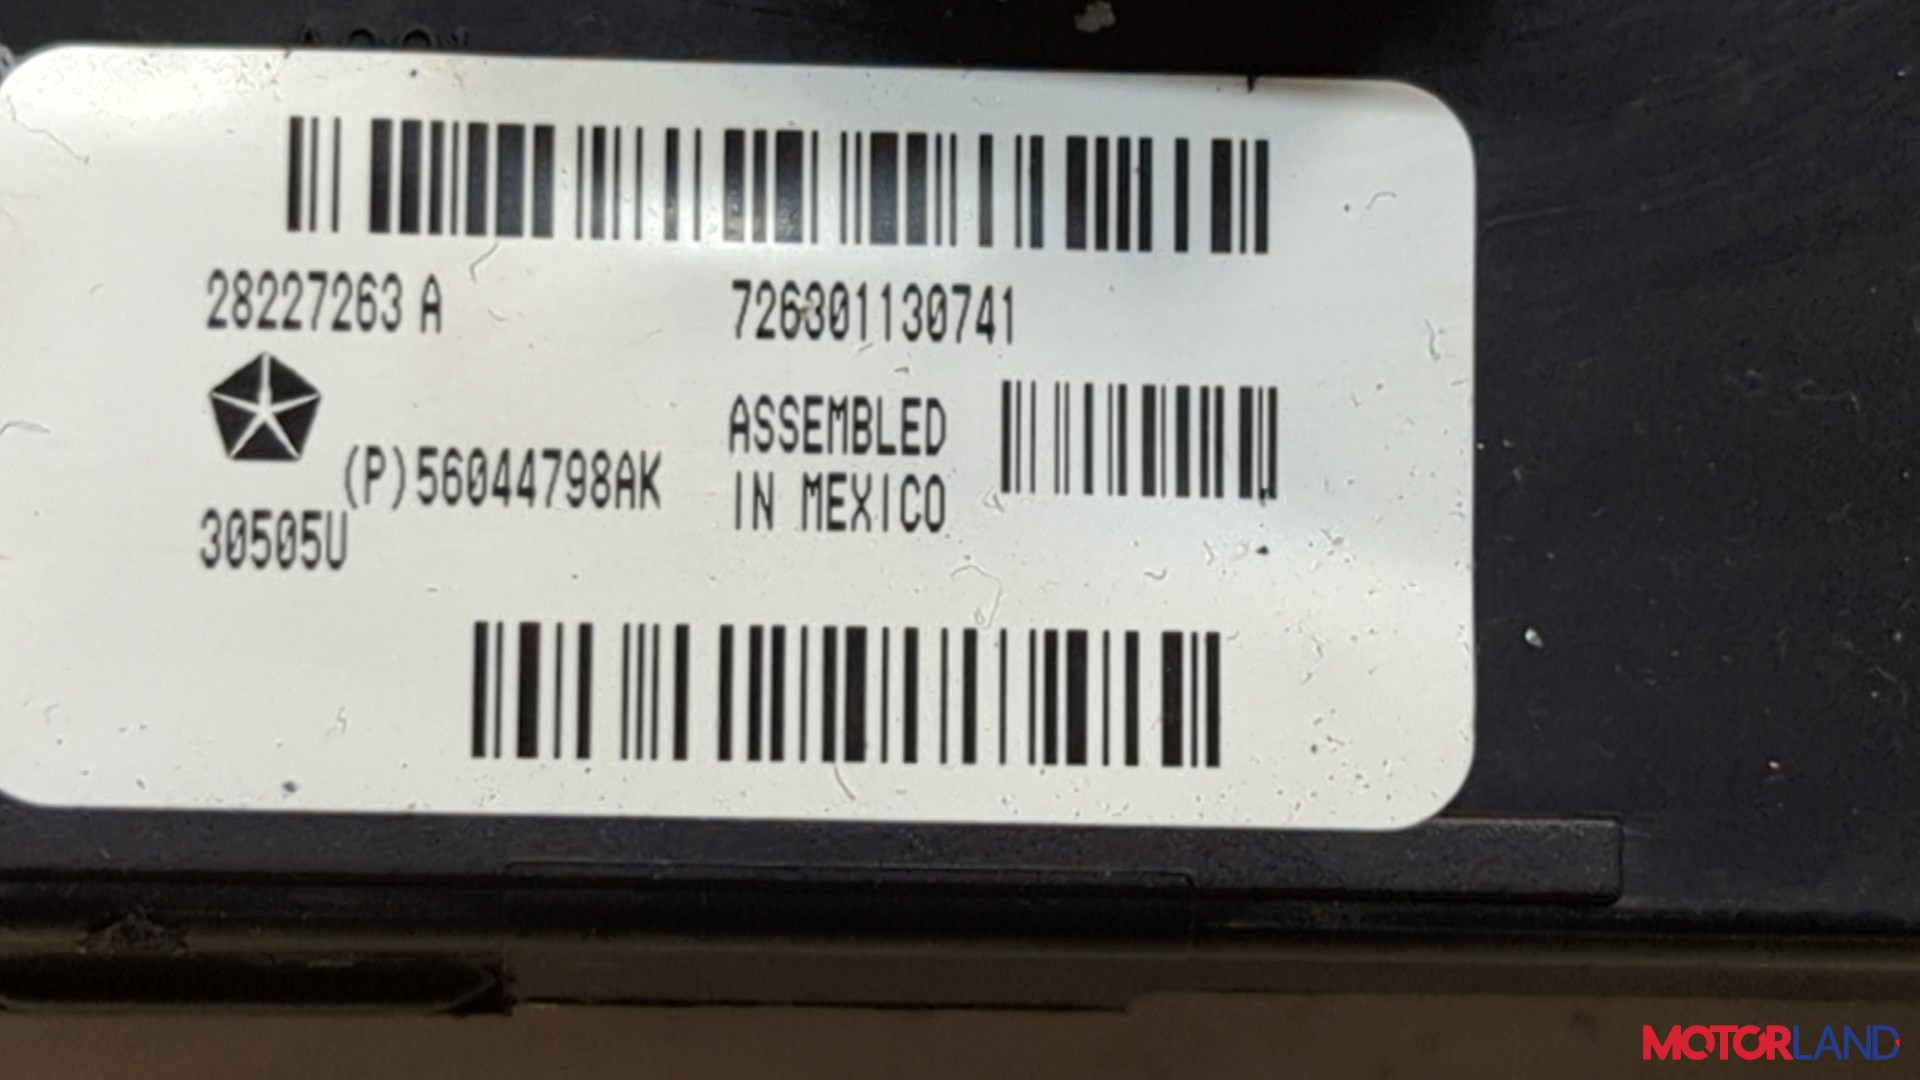 28227263 A
726301130741
ASSEMBLED
IN MEXICO
(P)56044798AK
30505U
MOTORLAND